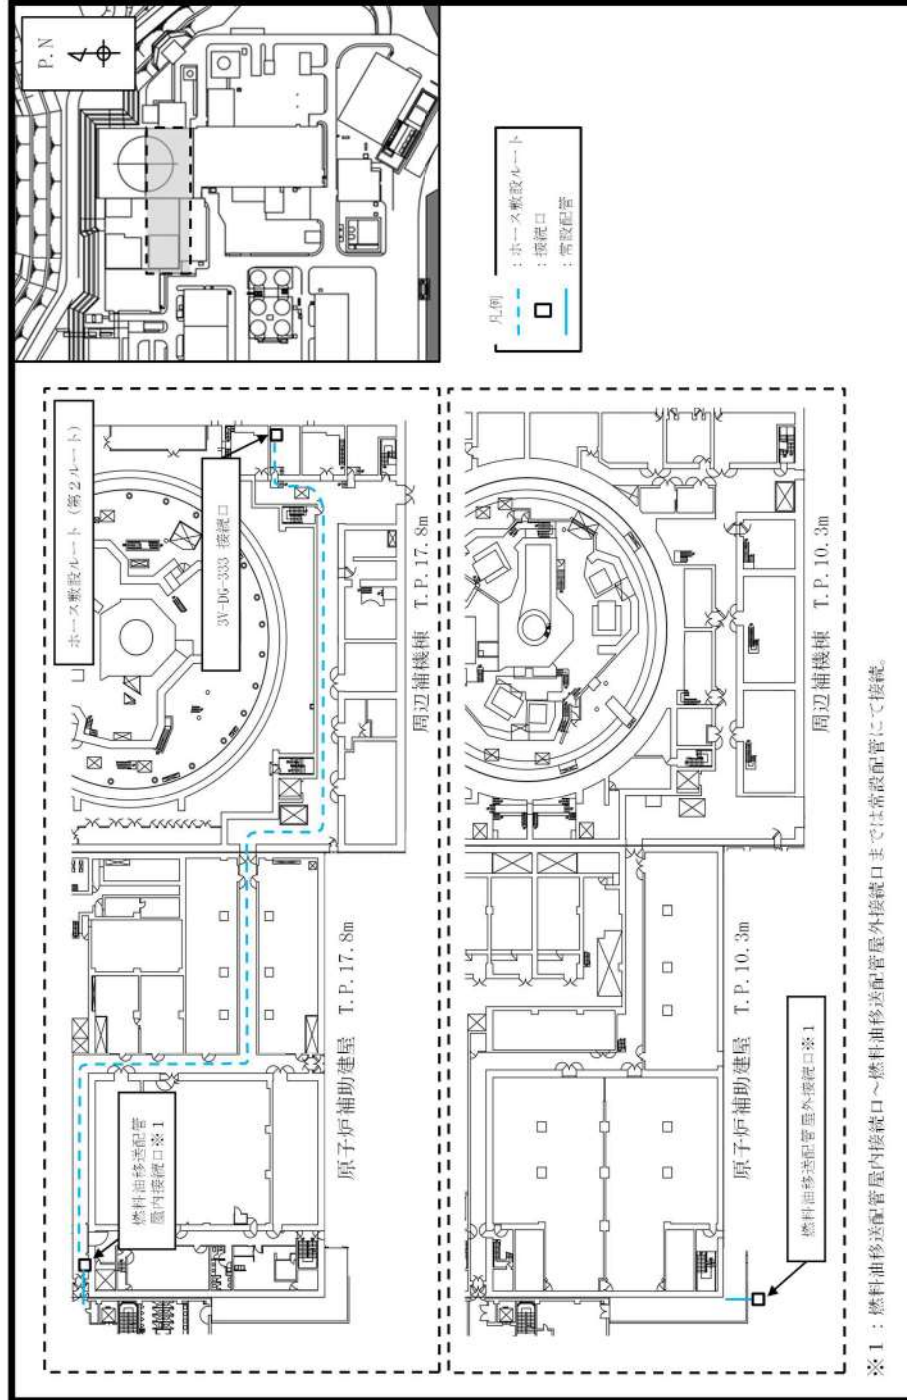 P.N
凡例
：ホース敷設ルート
：接続口
：常設配管
ホース敷設ルート（第２ルート）
3V-DG-333 接続口
燃料油移送配管
屋内接続口※1
原子炉補助建屋 T.P.17.8m
周辺補機棟 T.P.17.8m
原子炉補助建屋 T.P.10.3m
周辺補機棟 T.P.10.3m
燃料油移送配管屋外接続口※1
※１：燃料油移送配管屋内接続口～燃料油移送配管屋外接続口までは常設配管にて接続。